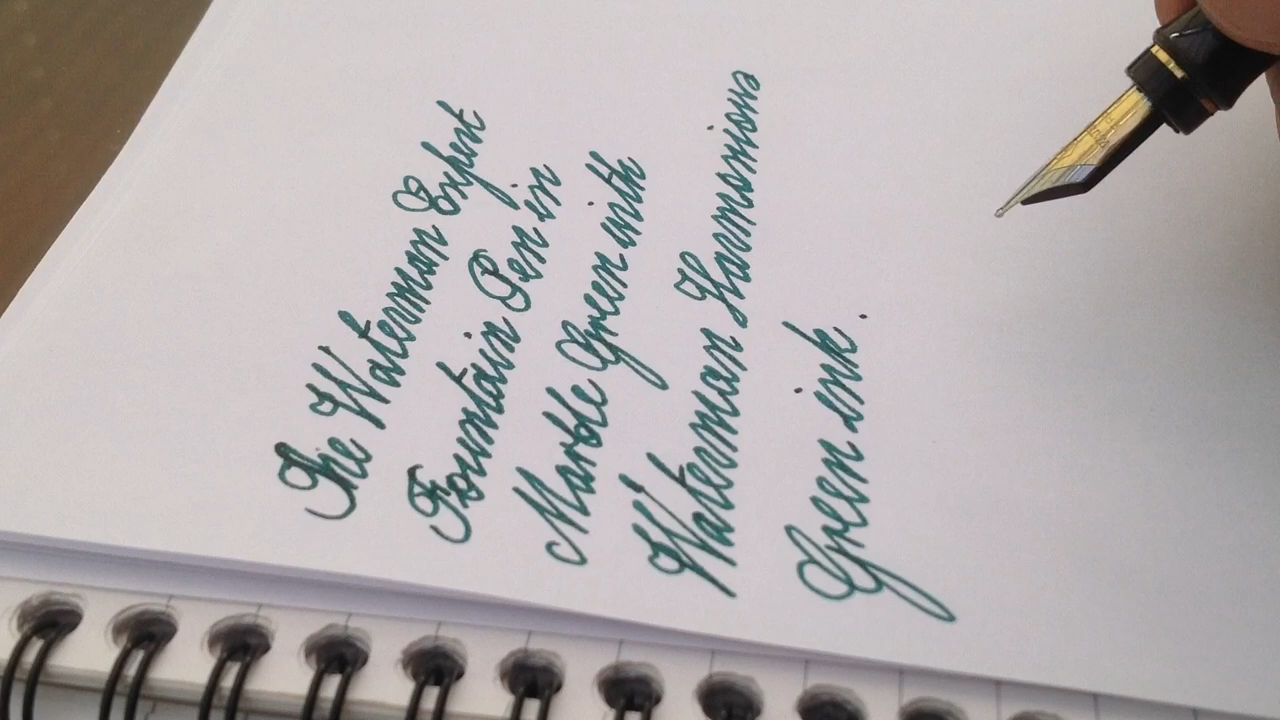 The Waterman Expert
Fountain Pen in
Marble Green with
Waterman Harmonious
Green ink.